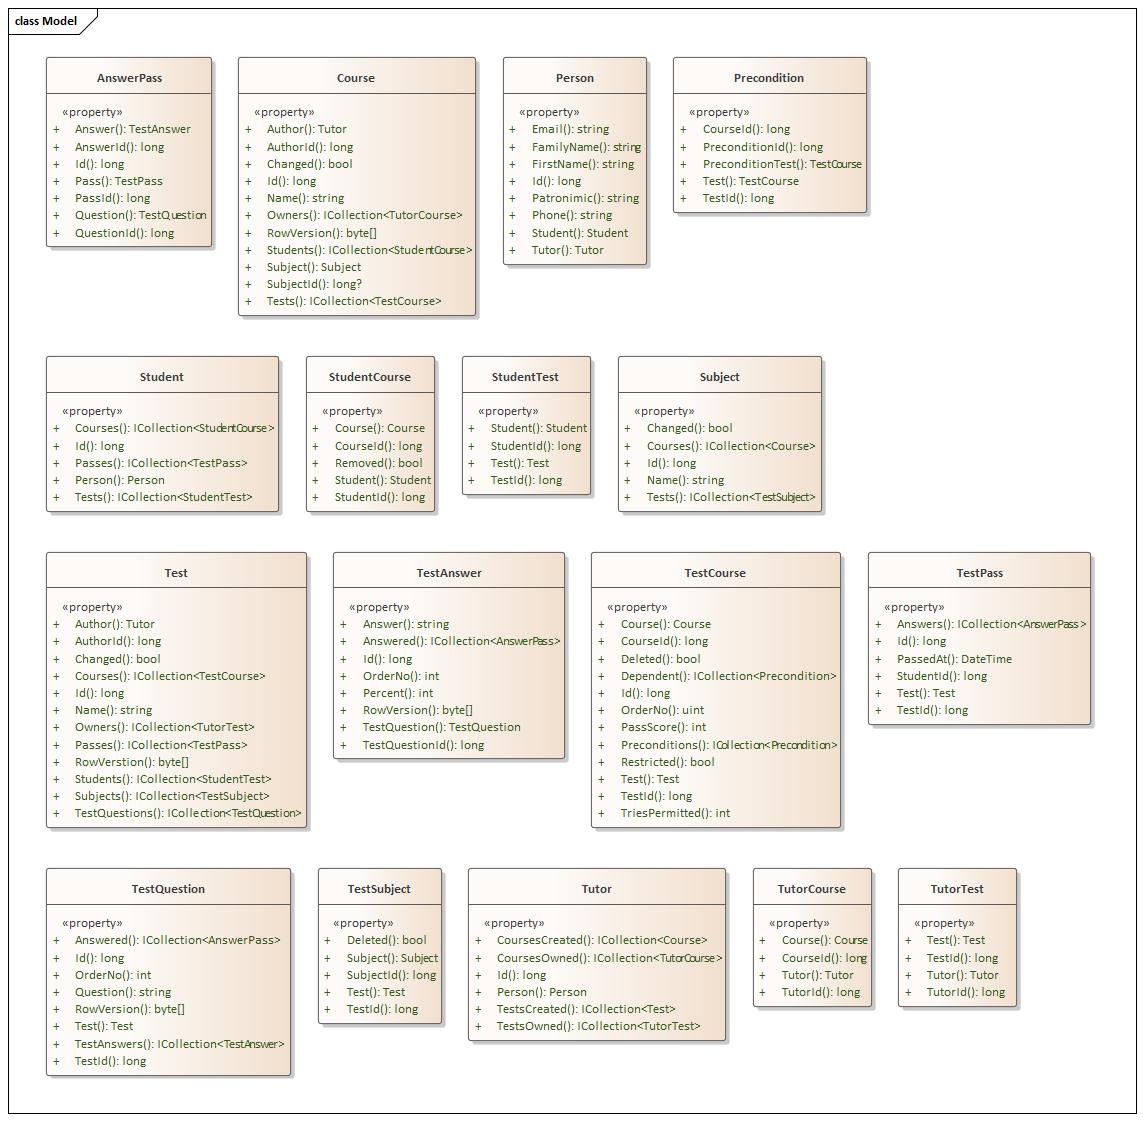 class Model
AnswerPass
«property»
+ Answer(): TestAnswer
+ AnswerId(): long
+ Id(): long
+ Pass(): TestPass
+ PassId(): long
+ Question(): TestQuestion
+ QuestionId(): long
Course
«property»
+ Author(): Tutor
+ AuthorId(): long
+ Changed(): bool
+ Id(): long
+ Name(): string
+ Owners(): ICollection<TutorCourse>
+ RowVersion(): byte[]
+ Students(): ICollection<StudentCourse>
+ Subject(): Subject
+ SubjectId(): long?
+ Tests(): ICollection<TestCourse>
Person
«property»
+ Email(): string
+ FamilyName(): string
+ FirstName(): string
+ Id(): long
+ Patronimic(): string
+ Phone(): string
+ Student(): Student
+ Tutor(): Tutor
Precondition
«property»
+ CourseId(): long
+ PreconditionId(): long
+ PreconditionTest(): TestCourse
+ Test(): TestCourse
+ TestId(): long
Student
«property»
+ Courses(): ICollection<StudentCourse>
+ Id(): long
+ Passes(): ICollection<TestPass>
+ Person(): Person
+ Tests(): ICollection<StudentTest>
StudentCourse
«property»
+ Course(): Course
+ CourseId(): long
+ Removed(): bool
+ Student(): Student
+ StudentId(): long
StudentTest
«property»
+ Student(): Student
+ StudentId(): long
+ Test(): Test
+ TestId(): long
Subject
«property»
+ Changed(): bool
+ Courses(): ICollection<Course>
+ Id(): long
+ Name(): string
+ Tests(): ICollection<TestSubject>
Test
«property»
+ Author(): Tutor
+ AuthorId(): long
+ Changed(): bool
+ Courses(): ICollection<TestCourse>
+ Id(): long
+ Name(): string
+ Owners(): ICollection<TutorTest>
+ Passes(): ICollection<TestPass>
+ RowVerstion(): byte[]
+ Students(): ICollection<StudentTest>
+ Subjects(): ICollection<TestSubject>
+ TestQuestions(): ICollection<TestQuestion>
TestAnswer
«property»
+ Answer(): string
+ Answered(): ICollection<AnswerPass>
+ Id(): long
+ OrderNo(): int
+ Percent(): int
+ RowVersion(): byte[]
+ TestQuestion(): TestQuestion
+ TestQuestionId(): long
TestCourse
«property»
+ Course(): Course
+ CourseId(): long
+ Deleted(): bool
+ Dependent(): ICollection<Precondition>
+ Id(): long
+ OrderNo(): uint
+ PassScore(): int
+ Preconditions(): ICollection<Precondition>
+ Restricted(): bool
+ Test(): Test
+ TestId(): long
+ TriesPermitted(): int
TestPass
«property»
+ Answers(): ICollection<AnswerPass>
+ Id(): long
+ PassedAt(): DateTime
+ StudentId(): long
+ Test(): Test
+ TestId(): long
TestQuestion
«property»
+ Answered(): ICollection<AnswerPass>
+ Id(): long
+ OrderNo(): int
+ Question(): string
+ RowVersion(): byte[]
+ Test(): Test
+ TestAnswers(): ICollection<TestAnswer>
+ TestId(): long
TestSubject
«property»
+ Deleted(): bool
+ Subject(): Subject
+ SubjectId(): long
+ Test(): Test
+ TestId(): long
Tutor
«property»
+ CoursesCreated(): ICollection<Course>
+ CoursesOwned(): ICollection<TutorCourse>
+ Id(): long
+ Person(): Person
+ TestsCreated(): ICollection<Test>
+ TestsOwned(): ICollection<TutorTest>
TutorCourse
«property»
+ Course(): Course
+ CourseId(): long
+ Tutor(): Tutor
+ TutorId(): long
TutorTest
«property»
+ Test(): Test
+ TestId(): long
+ Tutor(): Tutor
+ TutorId(): long